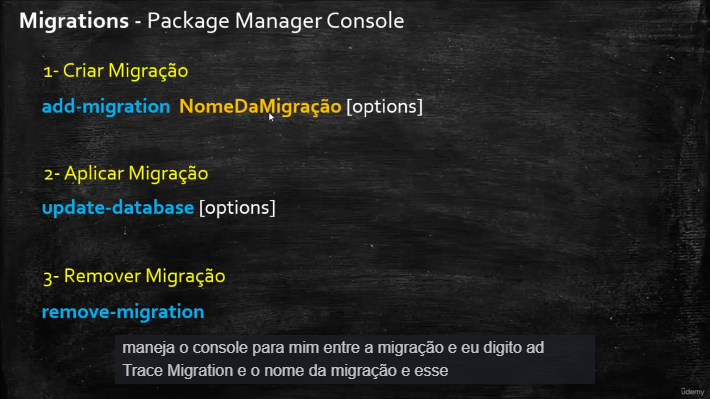 Migrations - Package Manager Console
1- Criar Migração
add-migration NomeDaMigração [options]
2- Aplicar Migração
update-database [options]
3- Remover Migração
remove-migration
maneja o console para mim entre a migração e eu digito ad
Trace Migration e o nome da migração e esse
ûdemy